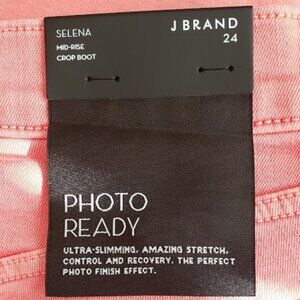 SELENA
J BRAND
MID-RISE
24
CROP BOOT
PHOTO
READY
ULTRA-SLIMMING, AMAZING STRETCH,
CONTROL AND RECOVERY. THE PERFECT
PHOTO FINISH EFFECT.